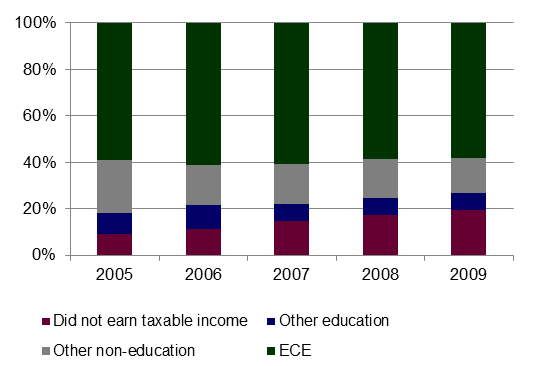 100%
80%
60%
40%
20%
0%
2005 2006 2007 2008 2009
Did not earn taxable income Other education
Other non-education ECE